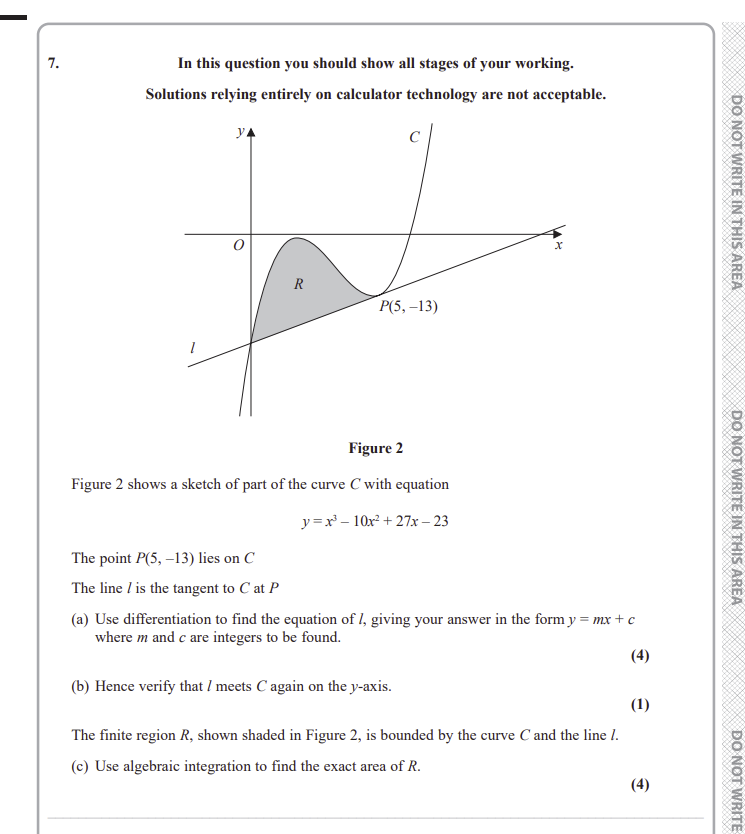 7.
In this question you should show all stages of your working.
Solutions relying entirely on calculator technology are not acceptable.
y
C
O
x
R
P(5, –13)
l
Figure 2
Figure 2 shows a sketch of part of the curve C with equation
y = x³ – 10x² + 27x – 23
The point P(5, –13) lies on C
The line l is the tangent to C at P
(a) Use differentiation to find the equation of l, giving your answer in the form y = mx + c
where m and c are integers to be found.
(4)
(b) Hence verify that l meets C again on the y-axis.
(1)
The finite region R, shown shaded in Figure 2, is bounded by the curve C and the line l.
(c) Use algebraic integration to find the exact area of R.
(4)
DO NOT WRITE IN THIS AREA
DO NOT WRITE IN THIS AREA
DO NOT WRITE